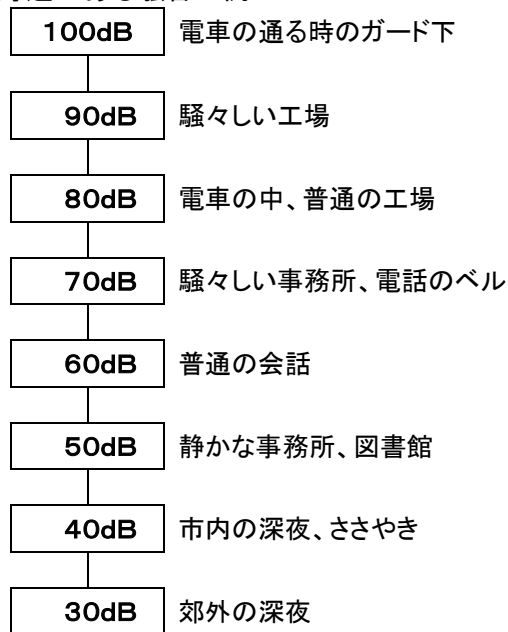 100dB 電車の通る時のガード下
90dB 騒々しい工場
80dB 電車の中、普通の工場
70dB 騒々しい事務所、電話のベル
60dB 普通の会話
50dB 静かな事務所、図書館
40dB 市内の深夜、ささやき
30dB 郊外の深夜